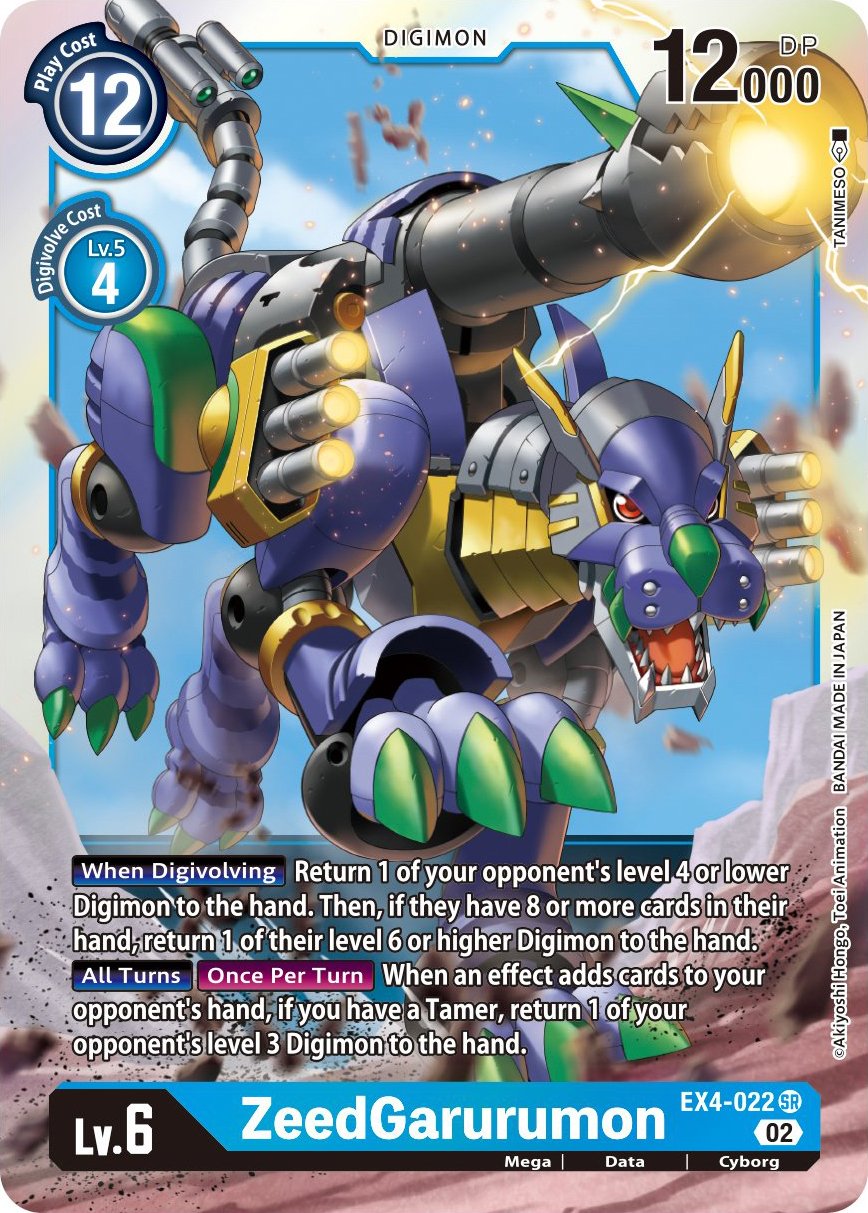 DIGIMON
Play Cost
12
DP
12000
Digivolve Cost
Lv.5
4
TANIMESO
BANDAI MADE IN JAPAN
©Akiyoshi Hongo, Toei Animation
When Digivolving Return 1 of your opponent's level 4 or lower
Digimon to the hand. Then, if they have 8 or more cards in their
hand, return 1 of their level 6 or higher Digimon to the hand.
All Turns Once Per Turn When an effect adds cards to your
opponent's hand, if you have a Tamer, return 1 of your
opponent's level 3 Digimon to the hand.
Lv.6
ZeedGarurumon
EX4-022 SR
02
Mega | Data | Cyborg